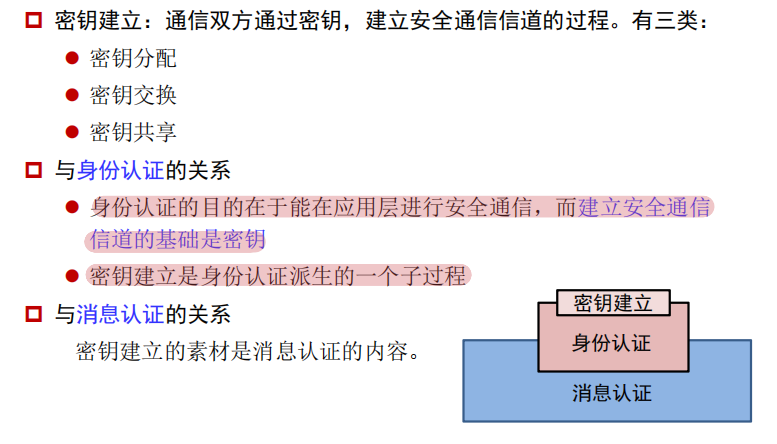 密钥建立：通信双方通过密钥，建立安全通信信道的过程。有三类：
密钥分配
密钥交换
密钥共享
与身份认证的关系
身份认证的目的在于能在应用层进行安全通信，而建立安全通信
信道的基础是密钥
密钥建立是身份认证派生的一个子过程
与消息认证的关系
密钥建立的素材是消息认证的内容。
密钥建立
身份认证
消息认证